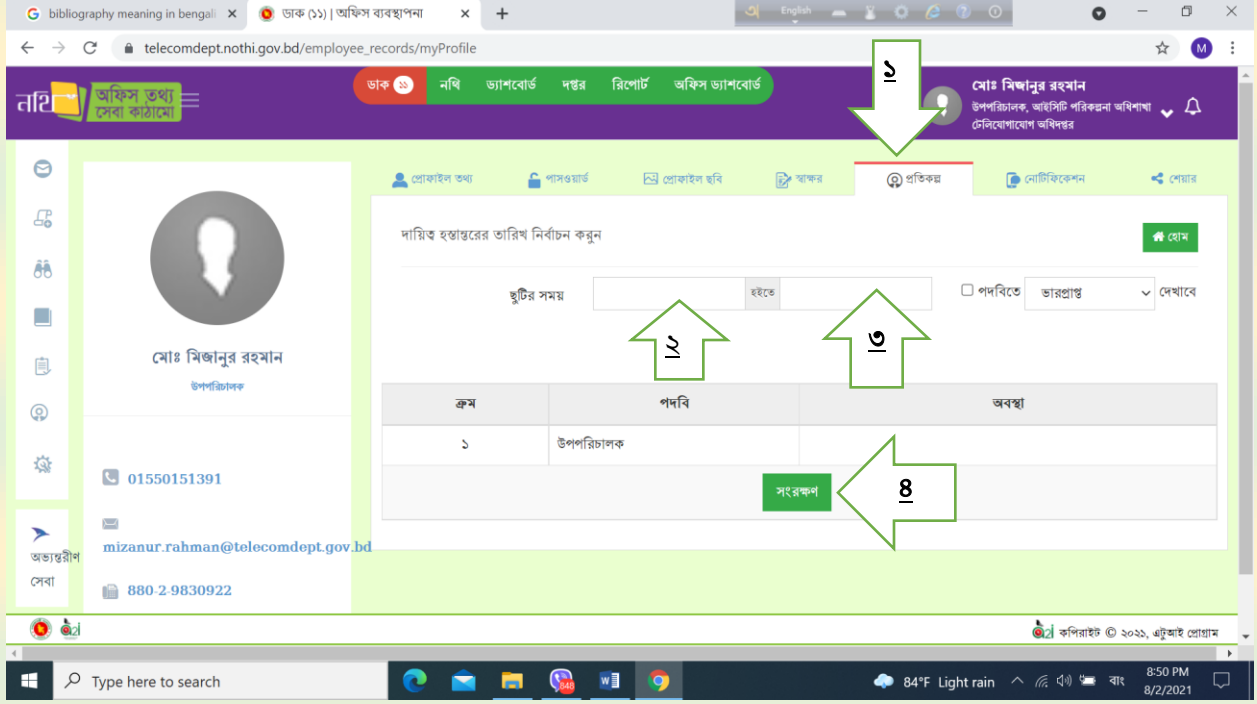 bibliography meaning in bengali
ডাক (১১) | অফিস ব্যবস্থাপনা
English
telecomdept.nothi.gov.bd/employee_records/myProfile
M
নথি
অফিস তথ্য
সেবা কাঠামো
ডাক ১১ নথি ড্যাশবোর্ড দপ্তর রিপোর্ট অফিস ড্যাশবোর্ড
১
মোঃ মিজানুর রহমান
উপপরিচালক, আইসিটি পরিকল্পনা অধিশাখা
টেলিযোগাযোগ অধিদপ্তর
প্রোফাইল তথ্য পাসওয়ার্ড প্রোফাইল ছবি স্বাক্ষর প্রতিকল্প নোটিফিকেশন শেয়ার
দায়িত্ব হস্তান্তরের তারিখ নির্বাচন করুন
হোম
ছুটির সময় হইতে পদবিতে ভারপ্রাপ্ত দেখাবে
২ ৩
মোঃ মিজানুর রহমান
উপপরিচালক
ক্রম পদবি অবস্থা
১ উপপরিচালক
সংরক্ষণ ৪
01550151391
mizanur.rahman@telecomdept.gov.bd
880-2-9830922
অভ্যন্তরীণ
সেবা
a2i
a2i কপিরাইট © ২০২১, এটুআই প্রোগ্রাম
Type here to search
848
84°F Light rain
বাং
8:50 PM
8/2/2021